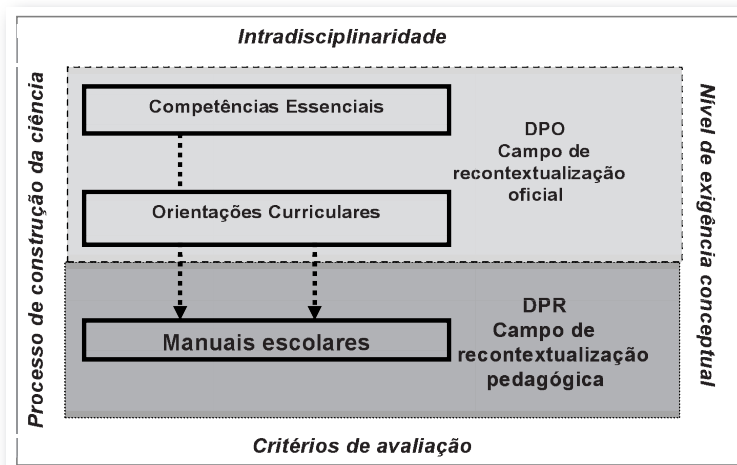 Intradisciplinaridade
Processo de construção da ciência
Competências Essenciais
Orientações Curriculares
DPO
Campo de
recontextualização
oficial
Manuais escolares
DPR
Campo de
recontextualização
pedagógica
Nível de exigência conceptual
Critérios de avaliação